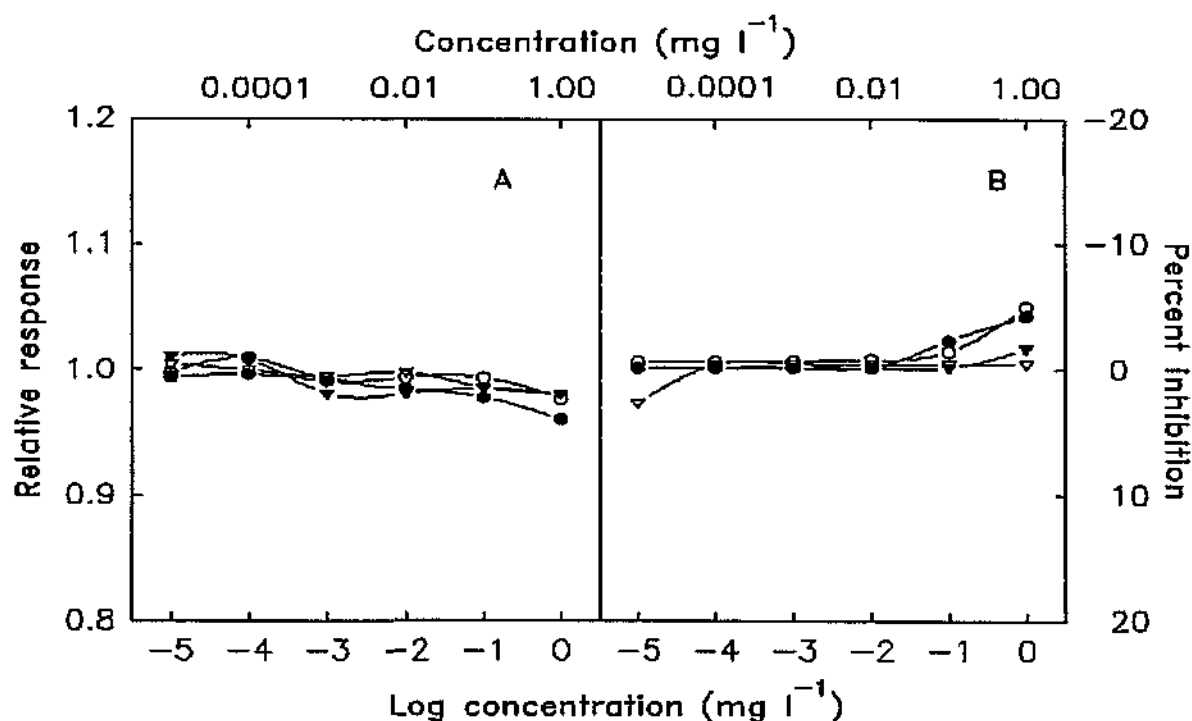 Concentration (mg l⁻¹)
0.0001 0.01 1.00 0.0001 0.01 1.00
1.2
1.1
1.0
0.9
0.8
Relative response
A
B
−20
−10
0
10
20
Percent Inhibition
−5 −4 −3 −2 −1 0 −5 −4 −3 −2 −1 0
Log concentration (mg l⁻¹)